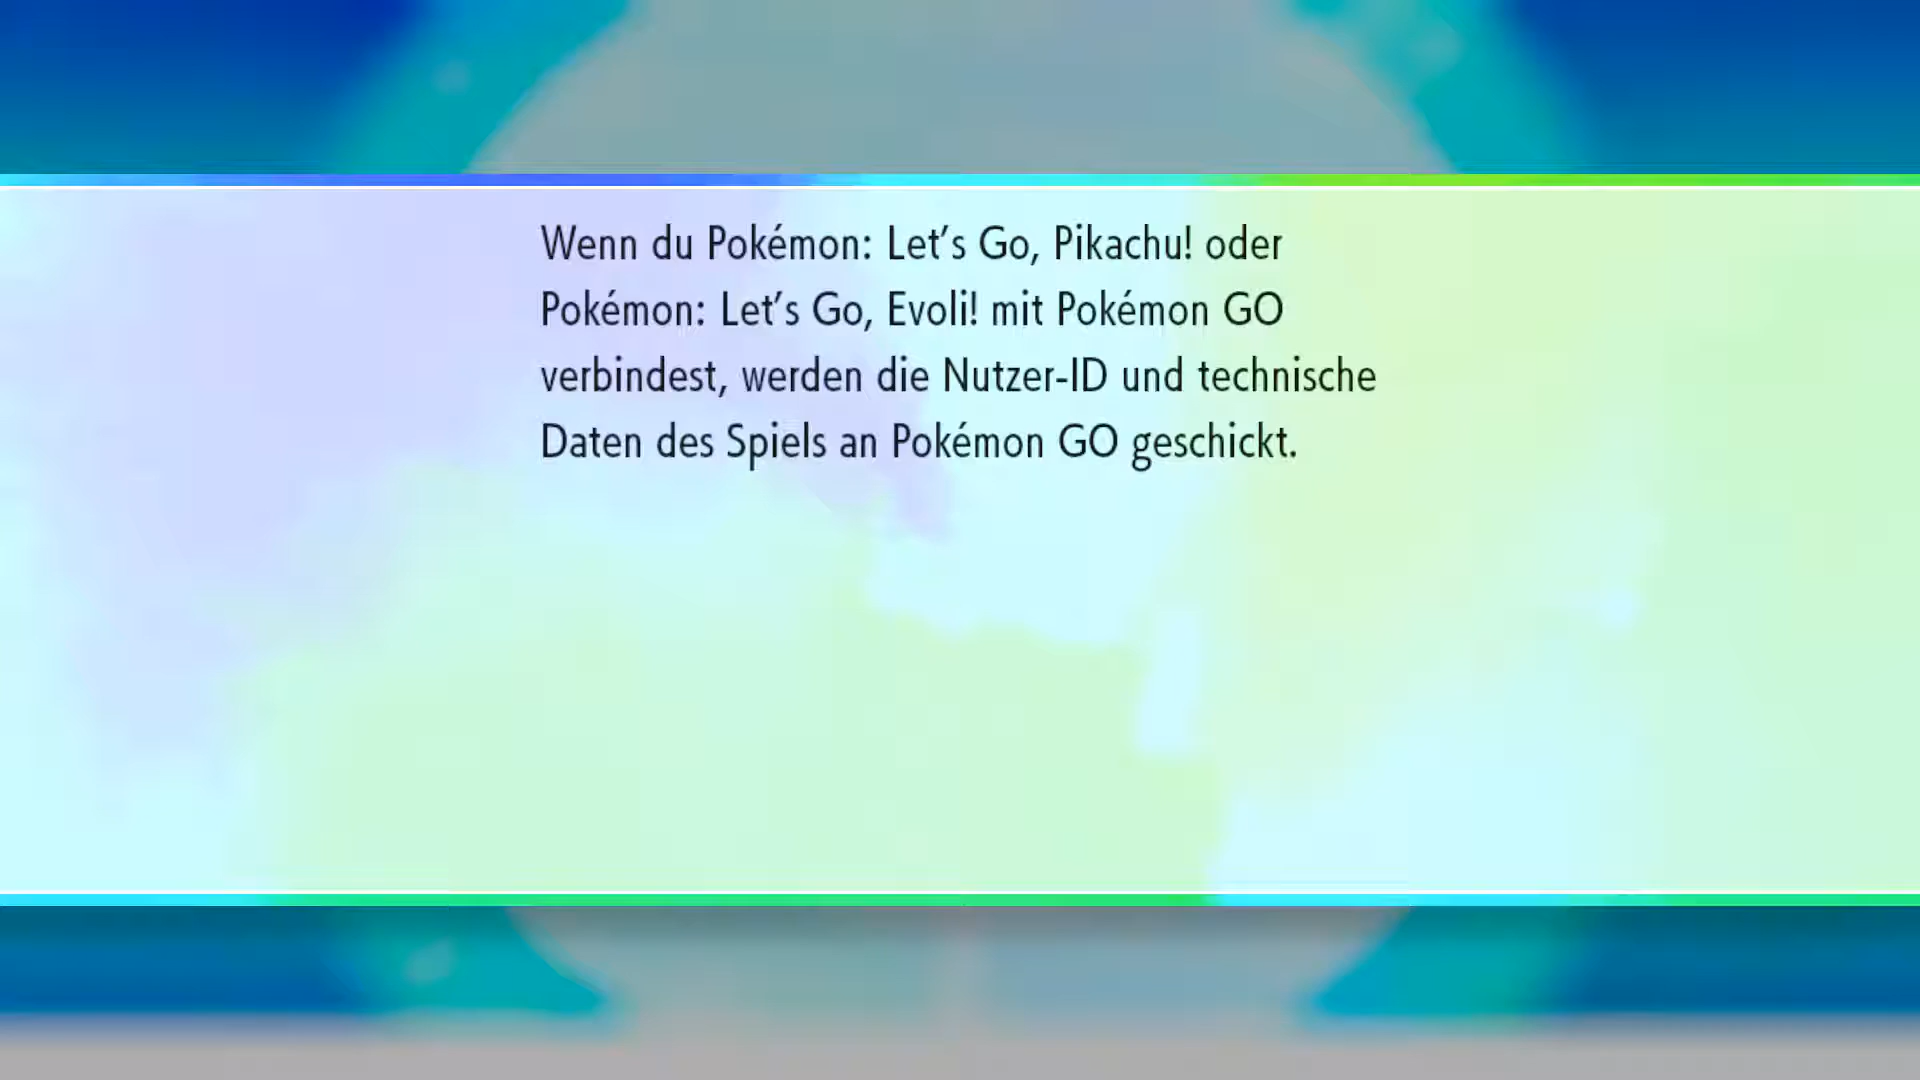 Wenn du Pokémon: Let’s Go, Pikachu! oder
Pokémon: Let’s Go, Evoli! mit Pokémon GO
verbindest, werden die Nutzer-ID und technische
Daten des Spiels an Pokémon GO geschickt.